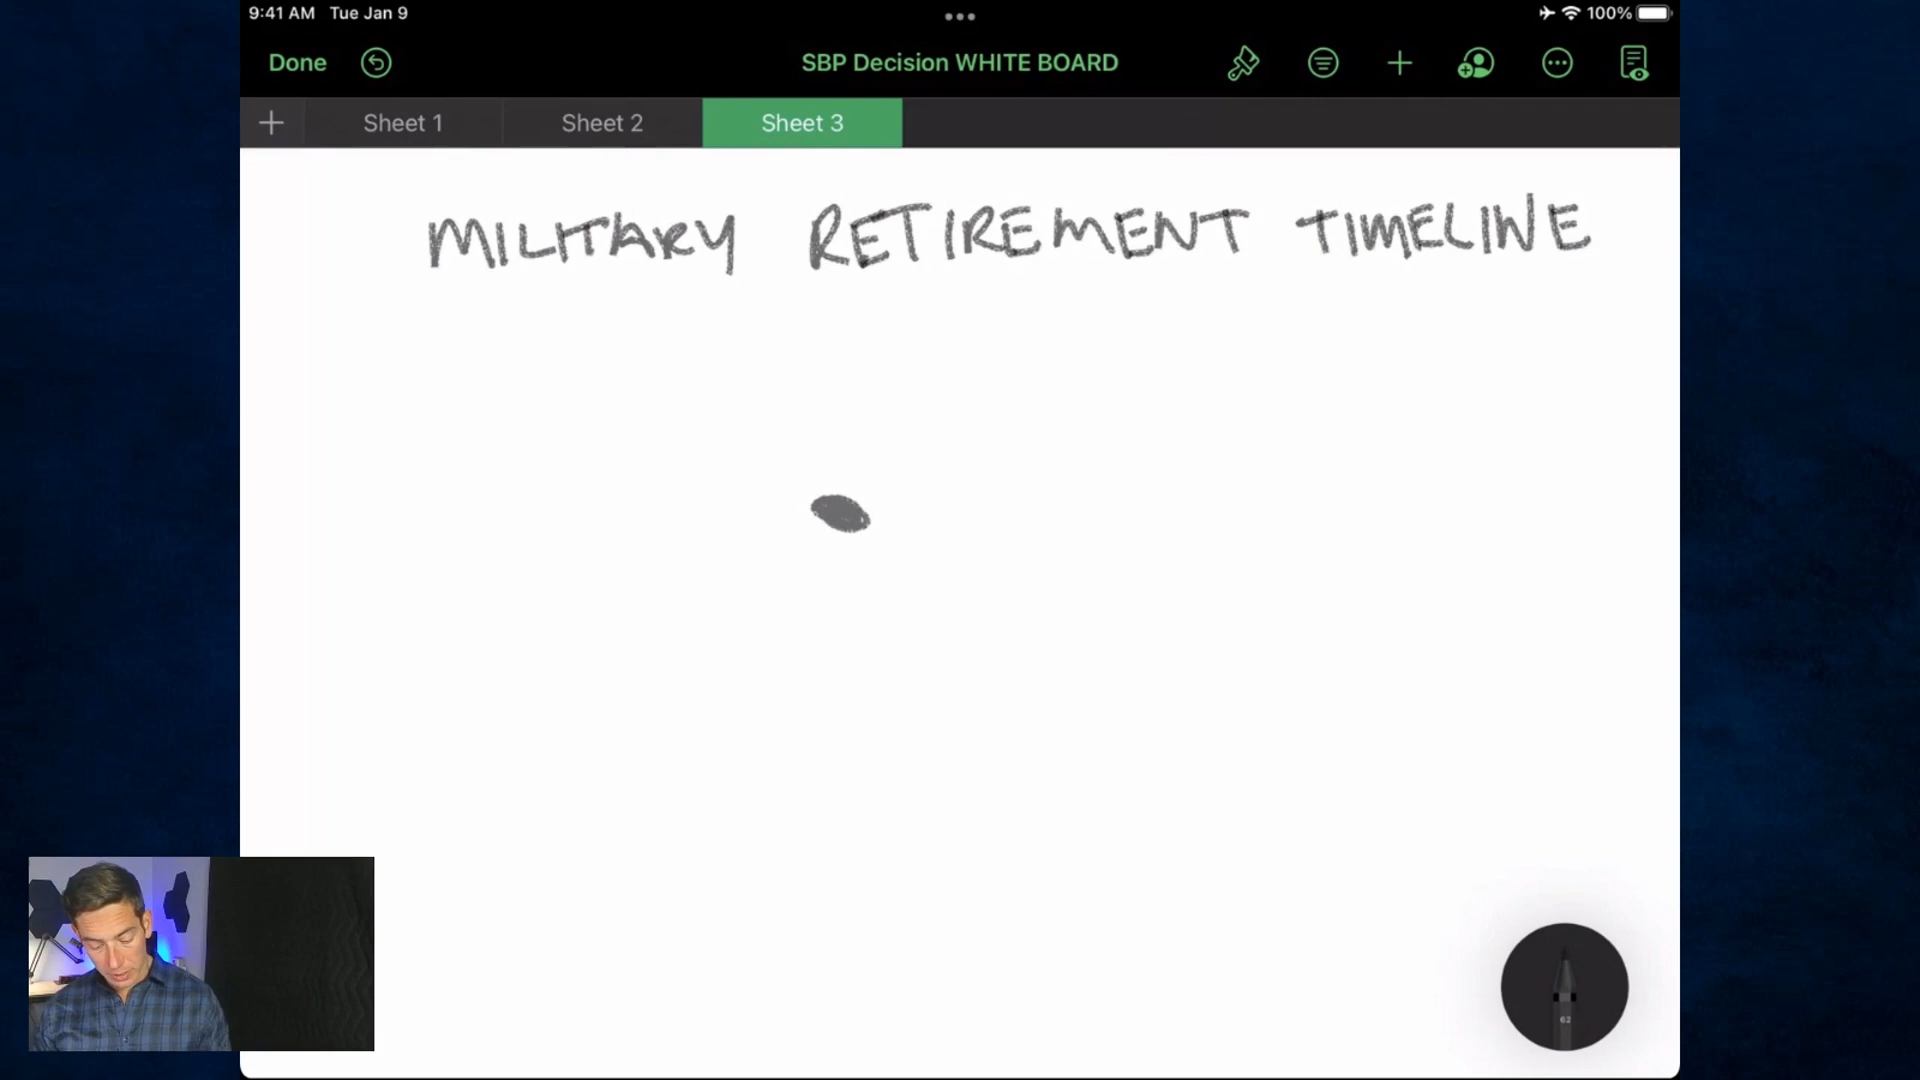 9:41 AM Tue Jan 9
100%
Done
SBP Decision WHITE BOARD
Sheet 1
Sheet 2
Sheet 3
MILITARY RETIREMENT TIMELINE
62